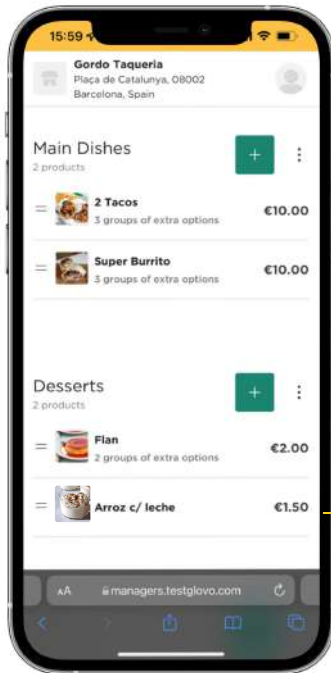 15:59
Gordo Taqueria
Plaça de Catalunya, 08002
Barcelona, Spain
Main Dishes
2 products
+
2 Tacos
3 groups of extra options
€10.00
Super Burrito
3 groups of extra options
€10.00
Desserts
2 products
+
Flan
2 groups of extra options
€2.00
Arroz c/ leche
€1.50
AA
managers.testglovo.com